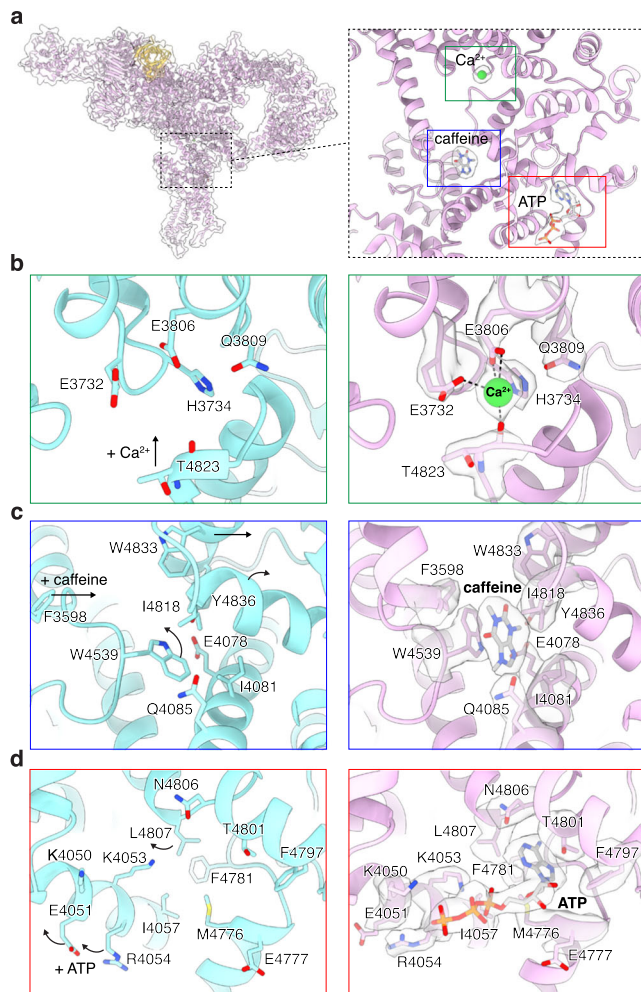 a
Ca²⁺
caffeine
ATP
b
E3806
Q3809
E3732
H3734
+ Ca²⁺
T4823
E3806
Q3809
Ca²⁺
E3732
H3734
T4823
c
W4833
+ caffeine
F3598
I4818
Y4836
W4539
E4078
I4081
Q4085
W4833
F3598
caffeine
I4818
Y4836
W4539
E4078
I4081
Q4085
d
N4806
L4807
T4801
K4050
K4053
F4781
F4797
E4051
I4057
M4776
+ ATP
R4054
E4777
N4806
L4807
T4801
K4050
K4053
F4781
F4797
E4051
ATP
I4057
M4776
R4054
E4777